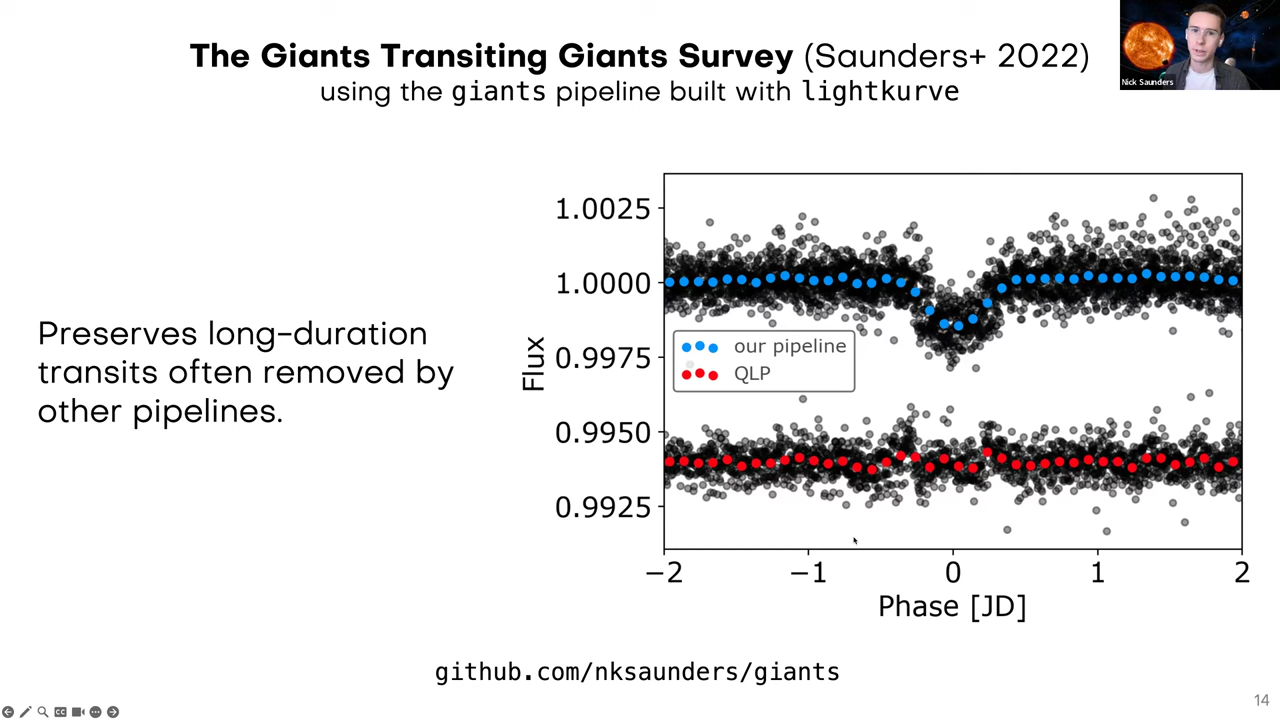 The Giants Transiting Giants Survey (Saunders+ 2022)
using the giants pipeline built with lightkurve
Nick Saunders
Preserves long-duration
transits often removed by
other pipelines.
Flux
1.0025
1.0000
0.9975
0.9950
0.9925
our pipeline
QLP
−2
−1
0
1
2
Phase [JD]
github.com/nksaunders/giants
14
CC